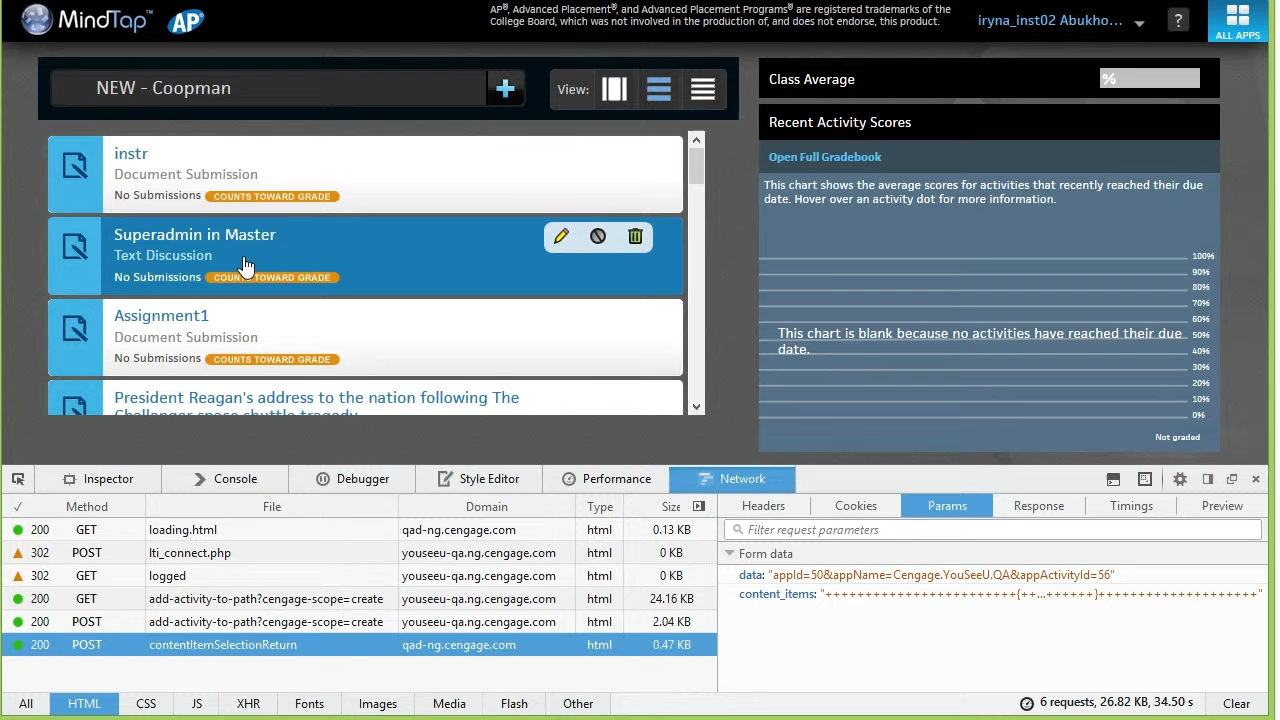 MindTap™ AP
AP®, Advanced Placement®, and Advanced Placement Programs® are registered trademarks of the
College Board, which was not involved in the production of, and does not endorse, this product.
iryna_inst02 Abukho...
?
ALL APPS
NEW - Coopman
View:
instr
Document Submission
No Submissions COUNTS TOWARD GRADE
Superadmin in Master
Text Discussion
No Submissions COUNTS TOWARD GRADE
Assignment1
Document Submission
No Submissions COUNTS TOWARD GRADE
President Reagan's address to the nation following The
Challenger space shuttle tragedy
Class Average %
Recent Activity Scores
Open Full Gradebook
This chart shows the average scores for activities that recently reached their due
date. Hover over an activity dot for more information.
100%
90%
80%
70%
60%
50%
40%
30%
20%
10%
0%
This chart is blank because no activities have reached their due
date.
Not graded
Inspector Console Debugger Style Editor Performance Network
✓ Method File Domain Type Size
200 GET loading.html qad-ng.cengage.com html 0.13 KB
302 POST lti_connect.php youseeu-qa.ng.cengage.com html 0 KB
302 GET logged youseeu-qa.ng.cengage.com html 0 KB
200 GET add-activity-to-path?cengage-scope=create youseeu-qa.ng.cengage.com html 24.16 KB
200 POST add-activity-to-path?cengage-scope=create youseeu-qa.ng.cengage.com html 2.04 KB
200 POST contentItemSelectionReturn qad-ng.cengage.com html 0.47 KB
Headers Cookies Params Response Timings Preview
Filter request parameters
Form data
data: "appId=50&appName=Cengage.YouSeeU.QA&appActivityId=56"
content_items: "++++++++++++++++++++++++{++...++++++}++++++++++++++++++++"
All HTML CSS JS XHR Fonts Images Media Flash Other
6 requests, 26.82 KB, 34.50 s Clear